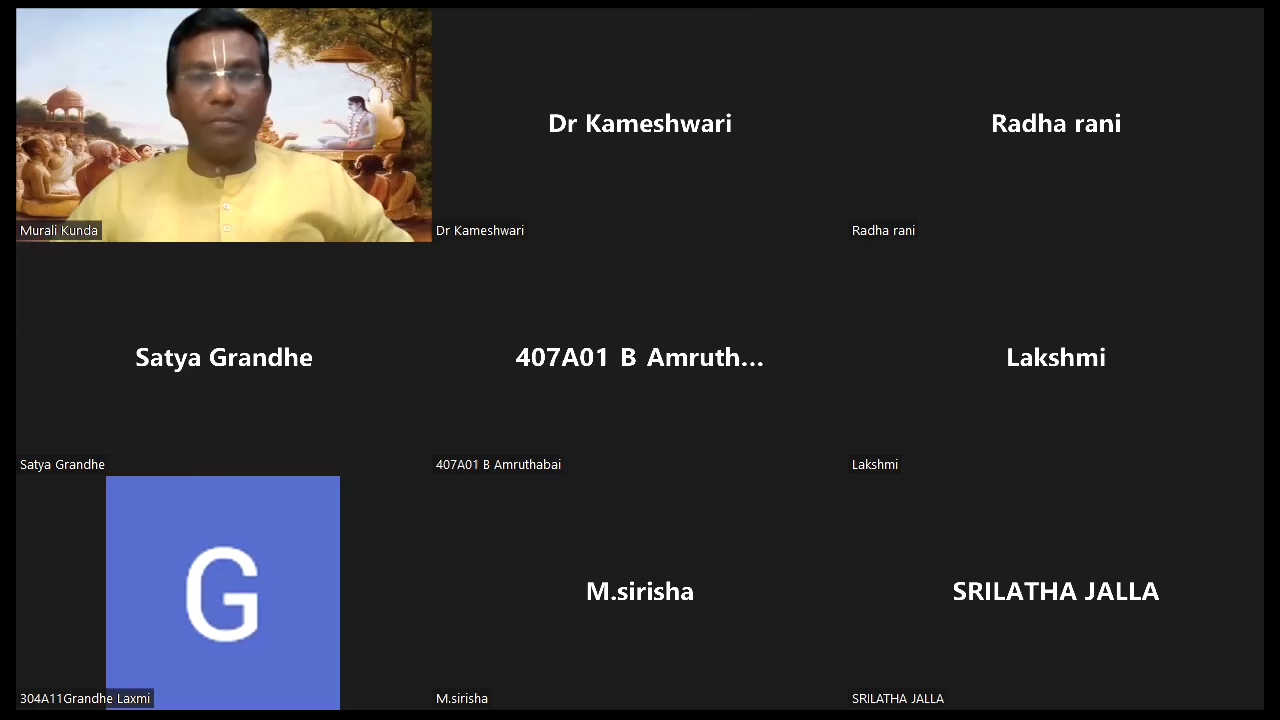 Murali Kunda
Dr Kameshwari
Dr Kameshwari
Radha rani
Radha rani
Satya Grandhe
Satya Grandhe
407A01 B Amruth...
407A01 B Amruthabai
Lakshmi
Lakshmi
G
304A11Grandhe Laxmi
M.sirisha
M.sirisha
SRILATHA JALLA
SRILATHA JALLA